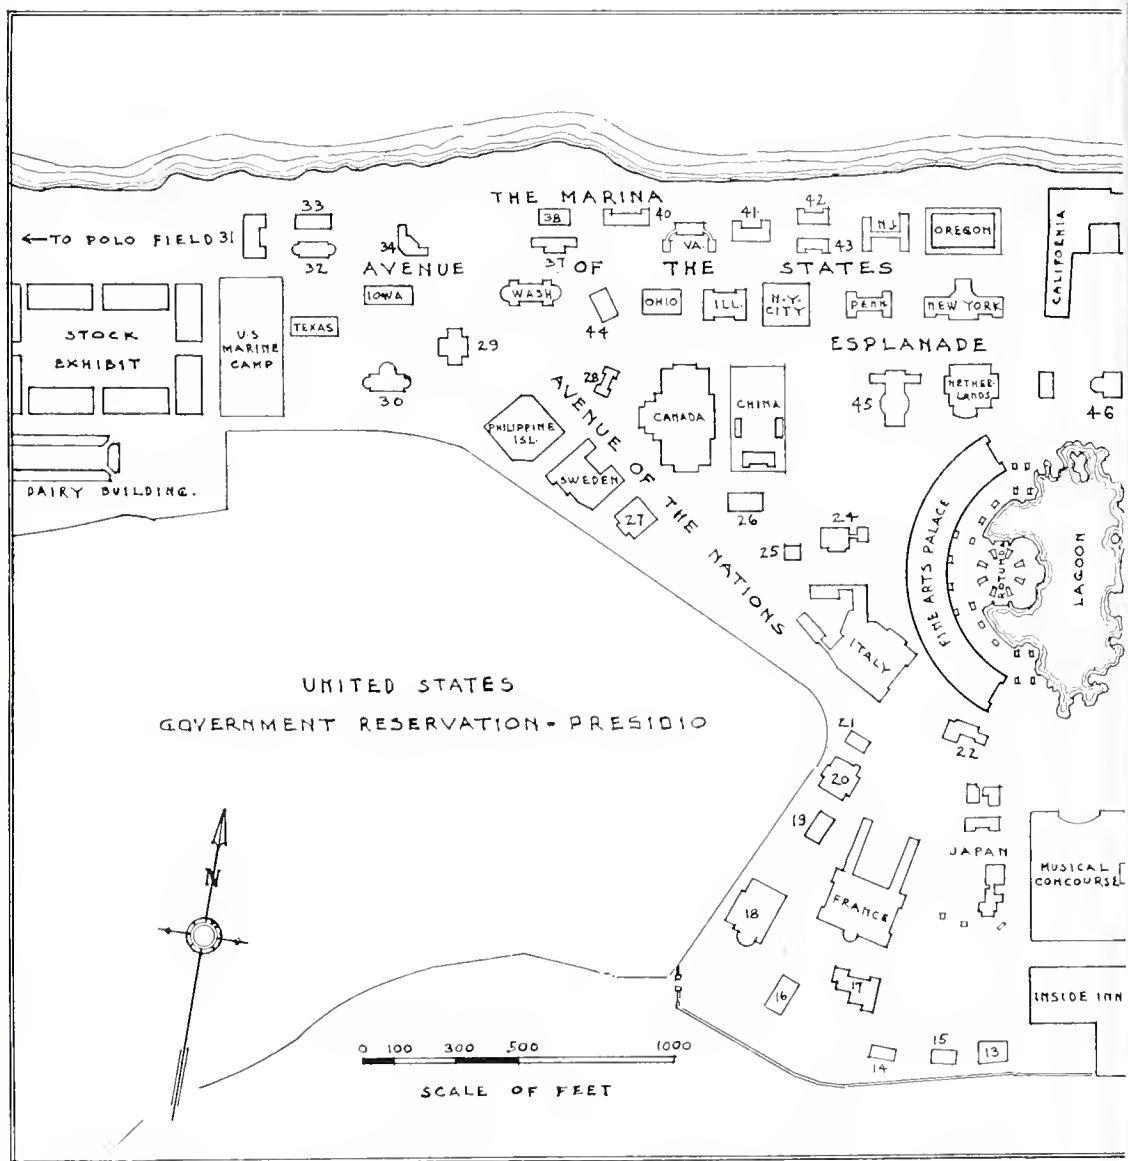 THE MARINA
33
38
40
41.
42
←TO POLO FIELD 31
32
34
37
VA.
43
N.J.
OREGON
CALIFORNIA
AVENUE OF THE STATES
IOWA
WASH
44
OHIO
ILL.
N.Y.
CITY
PENN.
NEW YORK
STOCK
EXHIBIT
U.S
MARINE
CAMP
TEXAS
29
ESPLANADE
30
28
AVENUE OF THE NATIONS
CANADA
CHINA
45
NETHER-
LANDS
46
PHILIPPINE
ISL.
SWEDEN
27
26
24
25
DAIRY BUILDING.
FINE ARTS PALACE
ROTUNDA
LAGOON
ITALY
UNITED STATES
GOVERNMENT RESERVATION - PRESIDIO
21
22
20
19
JAPAN
MUSICAL
CONCOURSE
N
18
FRANCE
16
17
INSIDE INN
14
15
13
0 100 300 500 1000
SCALE OF FEET